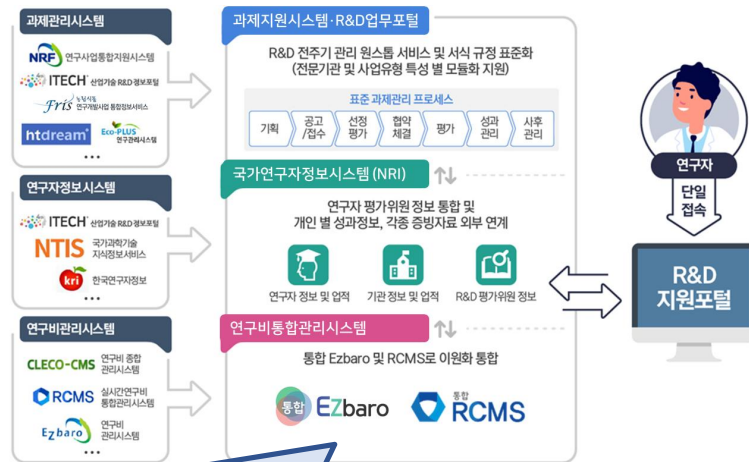 과제관리시스템
NRF 연구사업통합지원시스템
ITECH 산업기술 R&D 정보포털
Fris 농림식품 연구개발사업 통합정보서비스
htdream Eco-PLUS 연구관리시스템
...
연구자정보시스템
ITECH 산업기술 R&D 정보포털
NTIS 국가과학기술 지식정보서비스
kri 한국연구자정보
...
연구비관리시스템
CLECO-CMS 연구비 종합 관리시스템
RCMS 실시간연구비 통합관리시스템
Ezbaro 연구비 관리시스템
...
과제지원시스템·R&D업무포털
R&D 전주기 관리 원스톱 서비스 및 서식 규정 표준화
(전문기관 및 사업유형 특성 별 모듈화 지원)
표준 과제관리 프로세스
기획 공고/접수 선정평가 협약체결 평가 성과관리 사후관리
국가연구자정보시스템 (NRI)
연구자 평가위원 정보 통합 및
개인 별 성과정보, 각종 증빙자료 외부 연계
연구자 정보 및 업적 기관 정보 및 업적 R&D 평가위원 정보
연구비통합관리시스템
통합 Ezbaro 및 RCMS로 이원화 통합
통합 EZbaro 통합 RCMS
연구자
단일
접속
R&D
지원포털